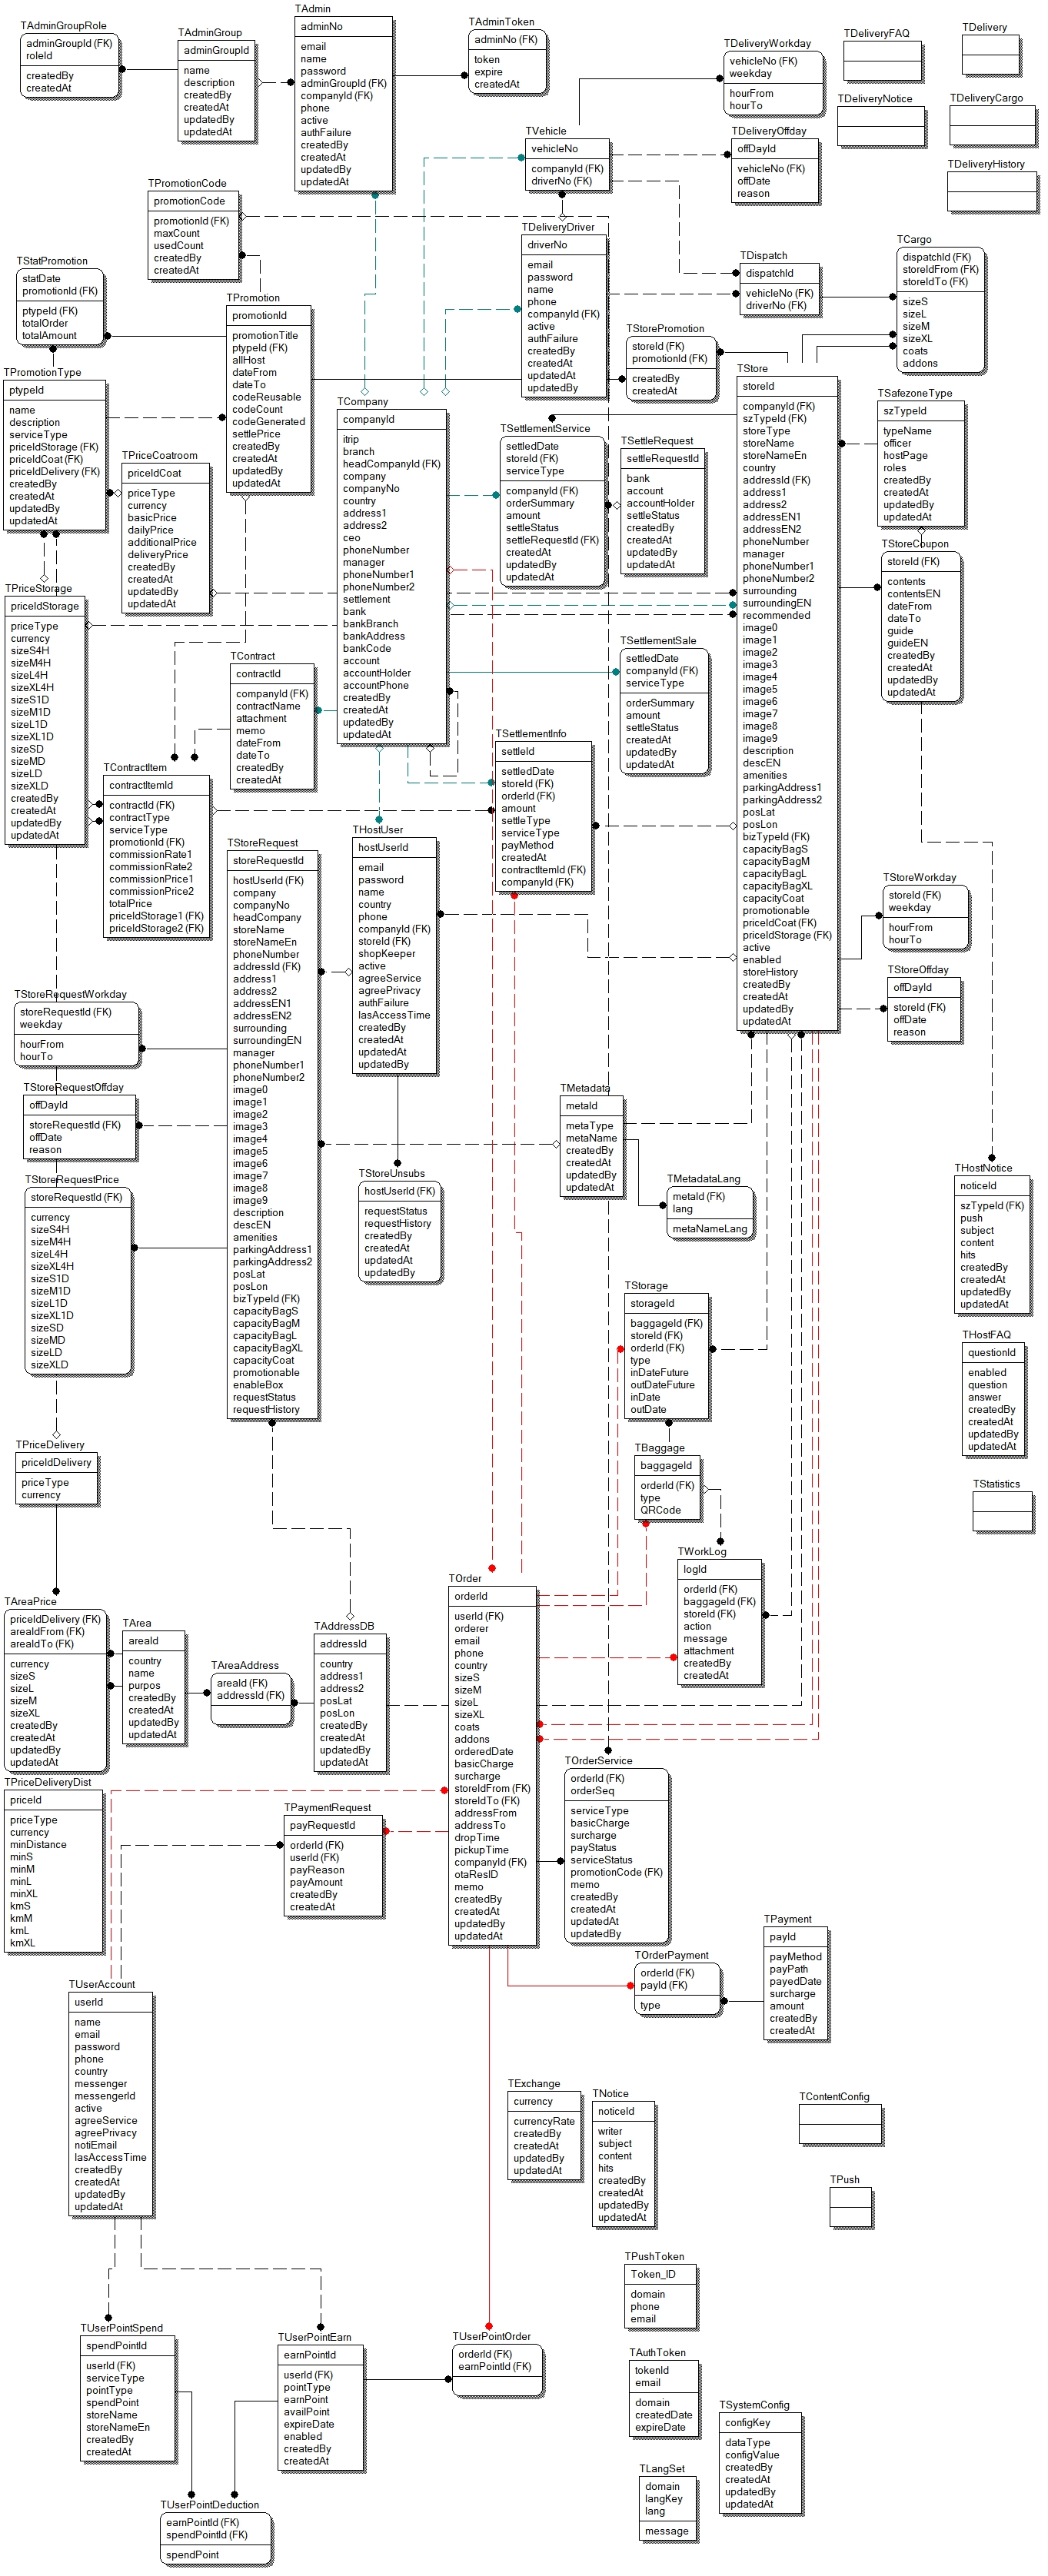 TAdminGroupRole
adminGroupId (FK)
roleId
createdBy
createdAt
TAdminGroup
adminGroupId
name
description
createdBy
createdAt
updatedBy
updatedAt
TAdmin
adminNo
email
name
password
adminGroupId (FK)
companyId (FK)
phone
active
authFailure
createdBy
createdAt
updatedBy
updatedAt
TAdminToken
adminNo (FK)
token
expire
createdAt
TDeliveryWorkday
vehicleNo (FK)
weekday
hourFrom
hourTo
TDeliveryFAQ
TDelivery
TDeliveryNotice
TDeliveryCargo
TDeliveryHistory
TVehicle
vehicleNo
companyId (FK)
driverNo (FK)
TDeliveryOffday
offDayId
vehicleNo (FK)
offDate
reason
TPromotionCode
promotionCode
promotionId (FK)
maxCount
usedCount
createdBy
createdAt
TDeliveryDriver
driverNo
email
password
name
phone
companyId (FK)
active
authFailure
createdBy
createdAt
updatedAt
updatedBy
TDispatch
dispatchId
vehicleNo (FK)
driverNo (FK)
TCargo
dispatchId (FK)
storeIdFrom (FK)
storeIdTo (FK)
sizeS
sizeL
sizeM
sizeXL
coats
addons
TStatPromotion
statDate
promotionId (FK)
ptypeId (FK)
totalOrder
totalAmount
TPromotion
promotionId
promotionTitle
ptypeId (FK)
allHost
dateFrom
dateTo
codeReusable
codeCount
codeGenerated
settlePrice
createdBy
createdAt
updatedBy
updatedAt
TStorePromotion
storeId (FK)
promotionId (FK)
createdBy
createdAt
TPromotionType
ptypeId
name
description
serviceType
priceIdStorage (FK)
priceIdCoat (FK)
priceIdDelivery (FK)
createdBy
createdAt
updatedBy
updatedAt
TPriceCoatroom
priceIdCoat
priceType
currency
basicPrice
dailyPrice
additionalPrice
deliveryPrice
createdBy
createdAt
updatedBy
updatedAt
TCompany
companyId
itrip
branch
headCompanyId (FK)
company
companyNo
country
address1
address2
ceo
phoneNumber
manager
phoneNumber1
phoneNumber2
settlement
bank
bankBranch
bankAddress
bankCode
account
accountHolder
accountPhone
createdBy
createdAt
updatedBy
updatedAt
TSettlementService
settledDate
storeId (FK)
serviceType
companyId (FK)
orderSummary
amount
settleStatus
settleRequestId (FK)
createdAt
updatedBy
updatedAt
TSettleRequest
settleRequestId
bank
account
accountHolder
settleStatus
createdBy
createdAt
updatedBy
updatedAt
TStore
storeId
companyId (FK)
szTypeId (FK)
storeType
storeName
storeNameEn
country
addressId (FK)
address1
address2
addressEN1
addressEN2
phoneNumber
manager
phoneNumber1
phoneNumber2
surrounding
surroundingEN
recommended
image0
image1
image2
image3
image4
image5
image6
image7
image8
image9
description
descEN
amenities
parkingAddress1
parkingAddress2
posLat
posLon
bizTypeId (FK)
capacityBagS
capacityBagM
capacityBagL
capacityBagXL
capacityCoat
promotionable
priceIdCoat (FK)
priceIdStorage (FK)
active
enabled
storeHistory
createdBy
createdAt
updatedBy
updatedAt
TSafezoneType
szTypeId
typeName
officer
hostPage
roles
createdBy
createdAt
updatedBy
updatedAt
TStoreCoupon
storeId (FK)
contents
contentsEN
dateFrom
dateTo
guide
guideEN
createdBy
createdAt
updatedBy
updatedAt
TPriceStorage
priceIdStorage
priceType
currency
sizeS4H
sizeM4H
sizeL4H
sizeXL4H
sizeS1D
sizeM1D
sizeL1D
sizeXL1D
sizeSD
sizeMD
sizeLD
sizeXLD
createdBy
createdAt
updatedBy
updatedAt
TContract
contractId
companyId (FK)
contractName
attachment
memo
dateFrom
dateTo
createdBy
createdAt
TSettlementSale
settledDate
companyId (FK)
serviceType
orderSummary
amount
settleStatus
createdAt
updatedBy
updatedAt
TContractItem
contractItemId
contractId (FK)
contractType
serviceType
promotionId (FK)
commissionRate1
commissionRate2
commissionPrice1
commissionPrice2
totalPrice
priceIdStorage1 (FK)
priceIdStorage2 (FK)
TSettlementInfo
settleId
settledDate
storeId (FK)
orderId (FK)
amount
settleType
serviceType
payMethod
createdAt
contractItemId (FK)
companyId (FK)
THostUser
hostUserId
email
password
name
country
phone
companyId (FK)
storeId (FK)
shopKeeper
active
agreeService
agreePrivacy
authFailure
lasAccessTime
createdBy
createdAt
updatedAt
updatedBy
TStoreRequest
storeRequestId
hostUserId (FK)
company
companyNo
headCompany
storeName
storeNameEn
phoneNumber
addressId (FK)
address1
address2
addressEN1
addressEN2
surrounding
surroundingEN
manager
phoneNumber1
phoneNumber2
image0
image1
image2
image3
image4
image5
image6
image7
image8
image9
description
descEN
amenities
parkingAddress1
parkingAddress2
posLat
posLon
bizTypeId (FK)
capacityBagS
capacityBagM
capacityBagL
capacityBagXL
capacityCoat
promotionable
enableBox
requestStatus
requestHistory
TStoreWorkday
storeId (FK)
weekday
hourFrom
hourTo
TStoreOffday
offDayId
storeId (FK)
offDate
reason
TStoreRequestWorkday
storeRequestId (FK)
weekday
hourFrom
hourTo
TStoreRequestOffday
offDayId
storeRequestId (FK)
offDate
reason
TStoreRequestPrice
storeRequestId (FK)
currency
sizeS4H
sizeM4H
sizeL4H
sizeXL4H
sizeS1D
sizeM1D
sizeL1D
sizeXL1D
sizeSD
sizeMD
sizeLD
sizeXLD
TStoreUnsubs
hostUserId (FK)
requestStatus
requestHistory
createdBy
createdAt
updatedAt
updatedBy
TMetadata
metaId
metaType
metaName
createdBy
createdAt
updatedBy
updatedAt
TMetadataLang
metaId (FK)
lang
metaNameLang
THostNotice
noticeId
szTypeId (FK)
push
subject
content
hits
createdBy
createdAt
updatedBy
updatedAt
TStorage
storageId
baggageId (FK)
storeId (FK)
orderId (FK)
type
inDateFuture
outDateFuture
inDate
outDate
THostFAQ
questionId
enabled
question
answer
createdBy
createdAt
updatedBy
updatedAt
TPriceDelivery
priceIdDelivery
priceType
currency
TBaggage
baggageId
orderId (FK)
type
QRCode
TStatistics
TWorkLog
logId
orderId (FK)
baggageId (FK)
storeId (FK)
action
message
attachment
createdBy
createdAt
TOrder
orderId
userId (FK)
orderer
email
phone
country
sizeS
sizeM
sizeL
sizeXL
coats
addons
orderedDate
basicCharge
surcharge
storeIdFrom (FK)
storeIdTo (FK)
addressFrom
addressTo
dropTime
pickupTime
companyId (FK)
otaResID
memo
createdBy
createdAt
updatedBy
updatedAt
TAreaPrice
priceIdDelivery (FK)
areaIdFrom (FK)
areaIdTo (FK)
currency
sizeS
sizeL
sizeM
sizeXL
createdBy
createdAt
updatedBy
updatedAt
TArea
areaId
country
name
purpos
createdBy
createdAt
updatedBy
updatedAt
TAreaAddress
areaId (FK)
addressId (FK)
TAddressDB
addressId
country
address1
address2
posLat
posLon
createdBy
createdAt
updatedBy
updatedAt
TOrderService
orderId (FK)
orderSeq
serviceType
basicCharge
surcharge
payStatus
serviceStatus
promotionCode (FK)
memo
createdBy
createdAt
updatedAt
updatedBy
TPriceDeliveryDist
priceId
priceType
currency
minDistance
minS
minM
minL
minXL
kmS
kmM
kmL
kmXL
TPaymentRequest
payRequestId
orderId (FK)
userId (FK)
payReason
payAmount
createdBy
createdAt
TPayment
payId
payMethod
payPath
payedDate
surcharge
amount
createdBy
createdAt
TOrderPayment
orderId (FK)
payId (FK)
type
TUserAccount
userId
name
email
password
phone
country
messenger
messengerId
active
agreeService
agreePrivacy
notiEmail
lasAccessTime
createdBy
createdAt
updatedBy
updatedAt
TExchange
currency
currencyRate
createdBy
createdAt
updatedBy
updatedAt
TNotice
noticeId
writer
subject
content
hits
createdBy
createdAt
updatedBy
updatedAt
TContentConfig
TPush
TPushToken
Token_ID
domain
phone
email
TUserPointSpend
spendPointId
userId (FK)
serviceType
pointType
spendPoint
storeName
storeNameEn
createdBy
createdAt
TUserPointEarn
earnPointId
userId (FK)
pointType
earnPoint
availPoint
expireDate
enabled
createdBy
createdAt
TUserPointOrder
orderId (FK)
earnPointId (FK)
TAuthToken
tokenId
email
domain
createdDate
expireDate
TSystemConfig
configKey
dataType
configValue
createdBy
createdAt
updatedBy
updatedAt
TLangSet
domain
langKey
lang
message
TUserPointDeduction
earnPointId (FK)
spendPointId (FK)
spendPoint